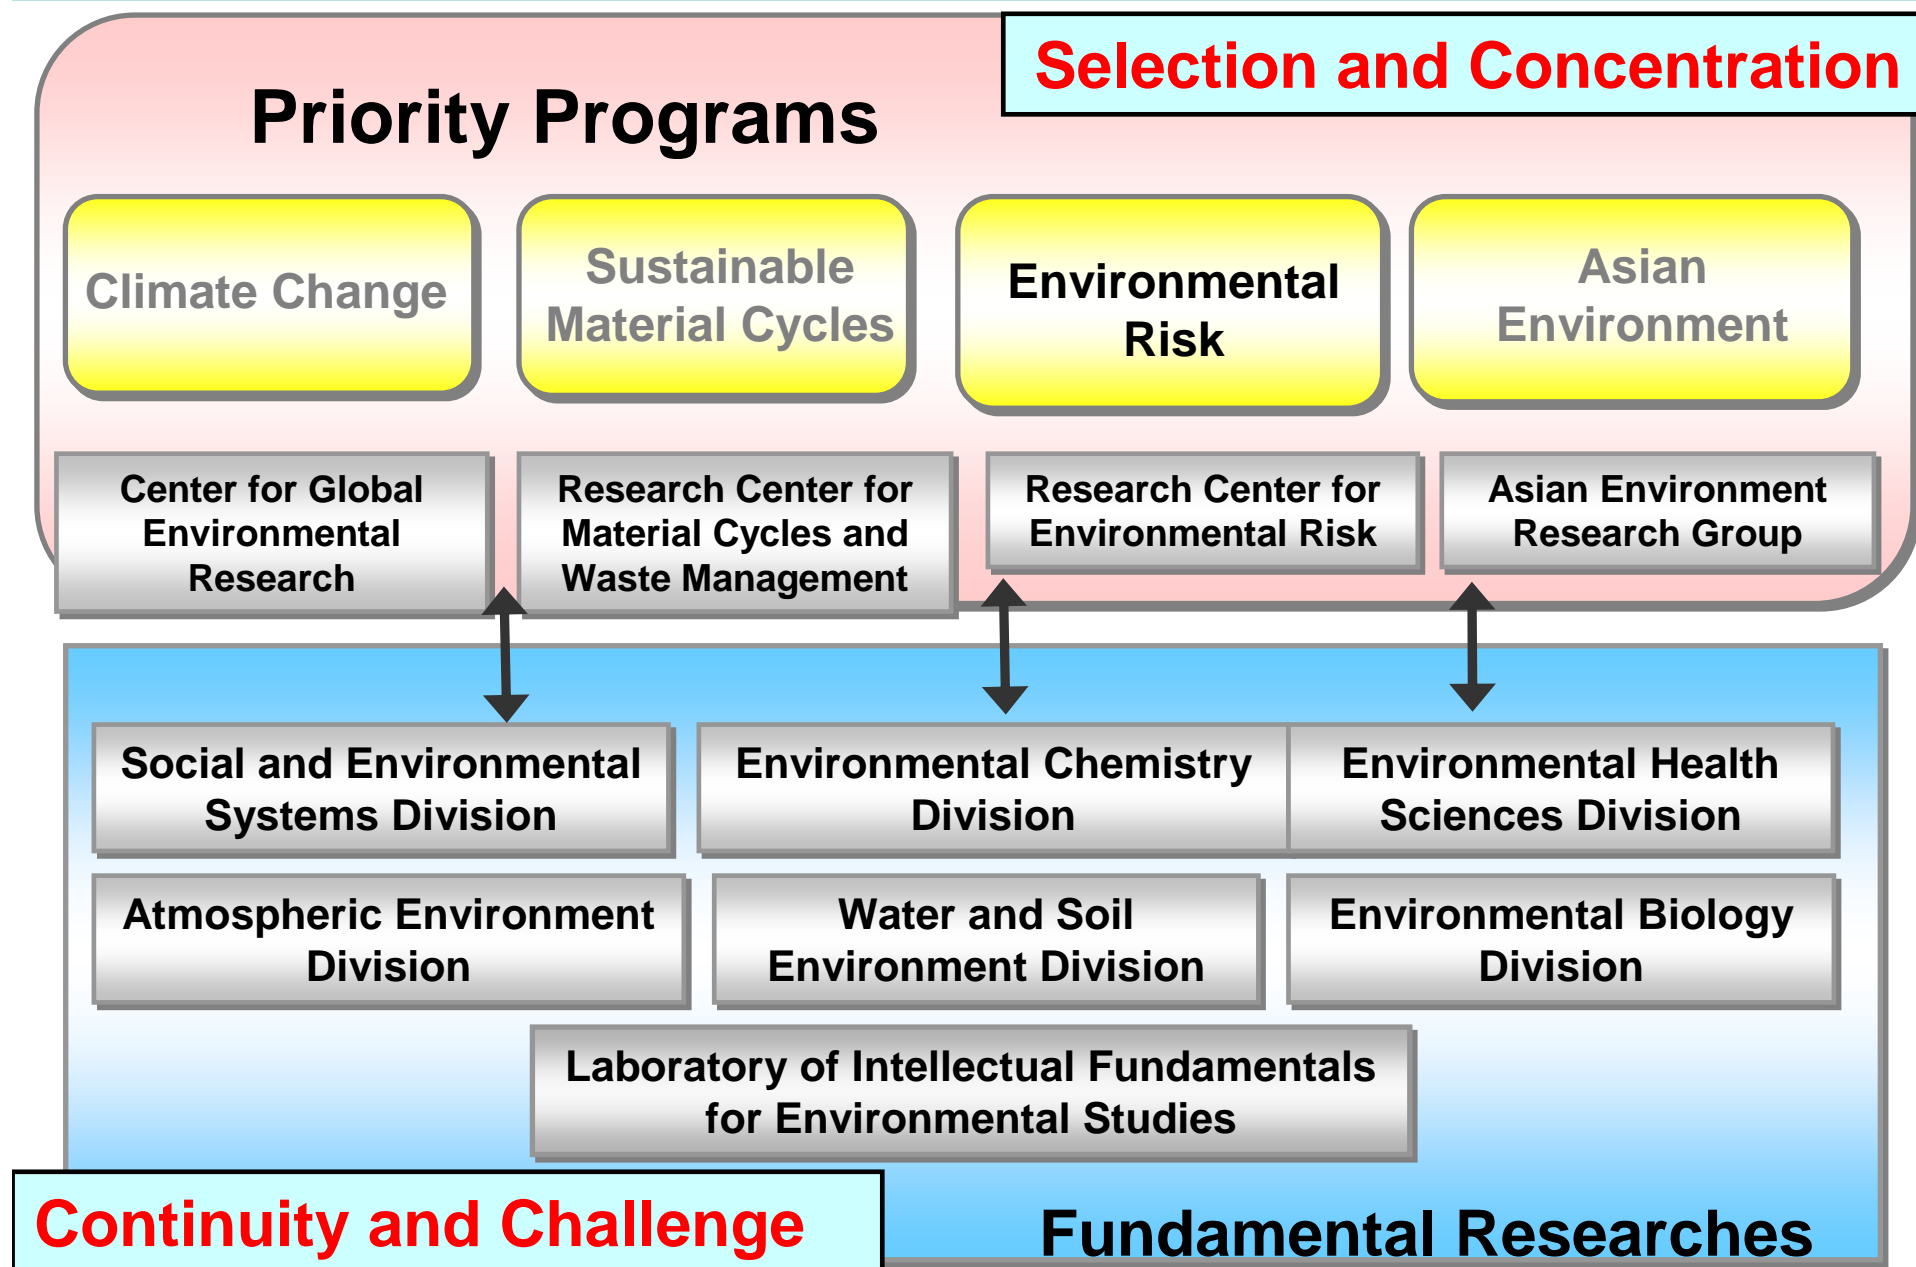 Selection and Concentration
Priority Programs
Climate Change
Sustainable
Material Cycles
Environmental
Risk
Asian
Environment
Center for Global
Environmental
Research
Research Center for
Material Cycles and
Waste Management
Research Center for
Environmental Risk
Asian Environment
Research Group
Social and Environmental
Systems Division
Environmental Chemistry
Division
Environmental Health
Sciences Division
Atmospheric Environment
Division
Water and Soil
Environment Division
Environmental Biology
Division
Laboratory of Intellectual Fundamentals
for Environmental Studies
Continuity and Challenge
Fundamental Researches